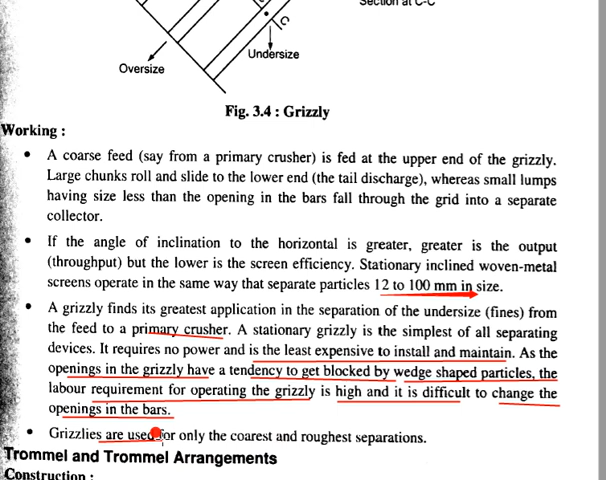 Section at C-C
C
Undersize
Oversize
Fig. 3.4 : Grizzly
Working :
• A coarse feed (say from a primary crusher) is fed at the upper end of the grizzly.
Large chunks roll and slide to the lower end (the tail discharge), whereas small lumps
having size less than the opening in the bars fall through the grid into a separate
collector.
• If the angle of inclination to the horizontal is greater, greater is the output
(throughput) but the lower is the screen efficiency. Stationary inclined woven-metal
screens operate in the same way that separate particles 12 to 100 mm in size.
• A grizzly finds its greatest application in the separation of the undersize (fines) from
the feed to a primary crusher. A stationary grizzly is the simplest of all separating
devices. It requires no power and is the least expensive to install and maintain. As the
openings in the grizzly have a tendency to get blocked by wedge shaped particles, the
labour requirement for operating the grizzly is high and it is difficult to change the
openings in the bars.
• Grizzlies are used for only the coarest and roughest separations.
Trommel and Trommel Arrangements
Construction :